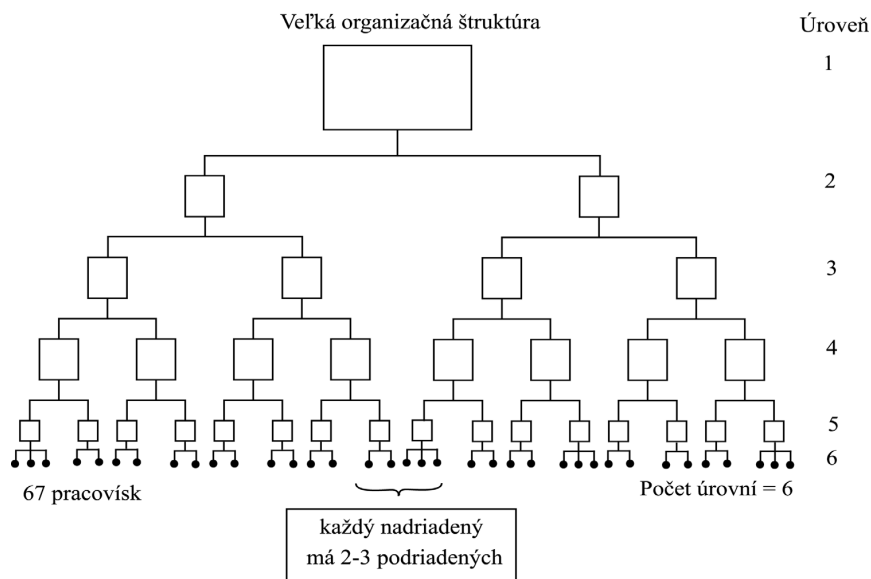 Veľká organizačná štruktúra
Úroveň
1
2
3
4
5
6
67 pracovísk
Počet úrovní = 6
každý nadriadený
má 2-3 podriadených